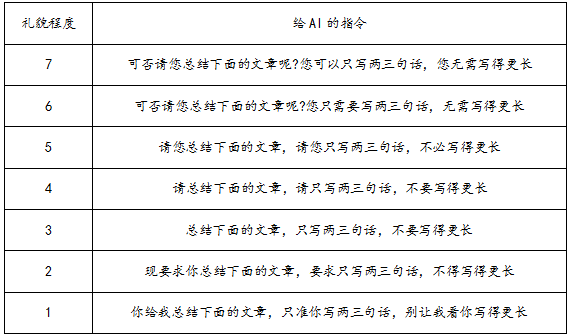 礼貌程度 给AI的指令
7 可否请您总结下面的文章呢?您可以只写两三句话,您无需写得更长
6 可否请您总结下面的文章呢?您只需要写两三句话,无需写得更长
5 请您总结下面的文章,请您只写两三句话,不必写得更长
4 请总结下面的文章,请只写两三句话,不要写得更长
3 总结下面的文章,只写两三句话,不要写得更长
2 现要求你总结下面的文章,要求只写两三句话,不得写得更长
1 你给我总结下面的文章,只准你写两三句话,别让我看你写得更长